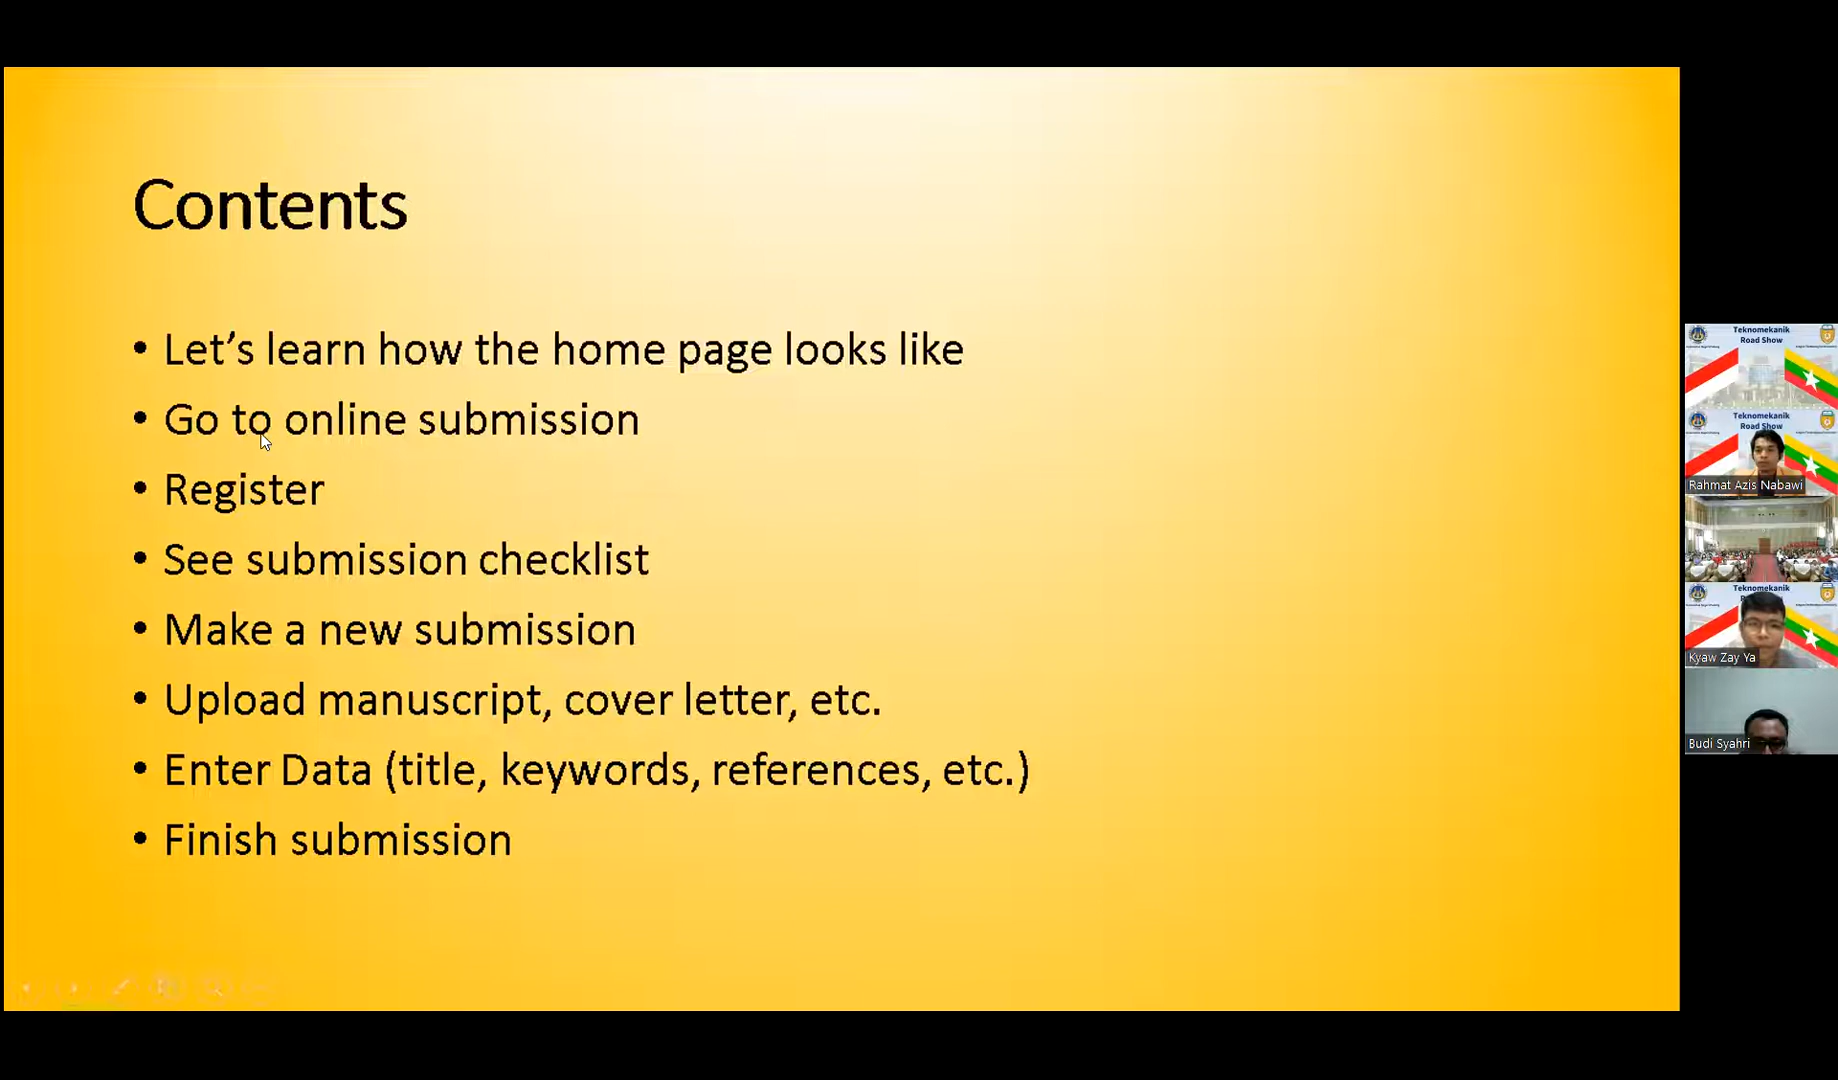 Contents
• Let's learn how the home page looks like
• Go to online submission
• Register
• See submission checklist
• Make a new submission
• Upload manuscript, cover letter, etc.
• Enter Data (title, keywords, references, etc.)
• Finish submission
Teknomekanik
Road Show
Teknomekanik
Road Show
Rahmat Azis Nabawi
Teknomekanik
Kyaw Zay Ya
Budi Syahri